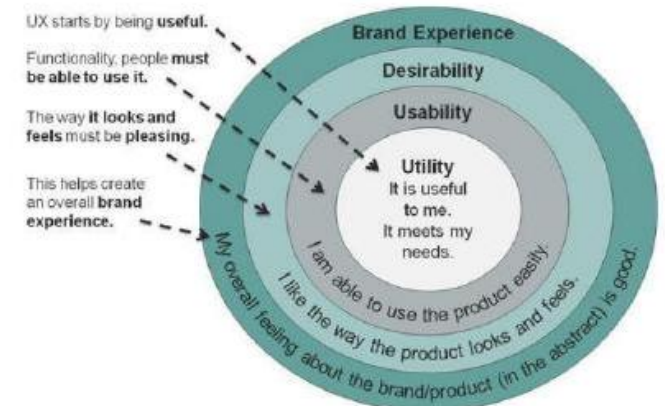 UX starts by being useful.
Functionality, people must
be able to use it.
The way it looks and
feels must be pleasing.
This helps create
an overall brand
experience.
Brand Experience
Desirability
Usability
Utility
It is useful
to me.
It meets my
needs.
I am able to use the product easily.
I like the way the product looks and feels.
My overall feeling about the brand/product (in the abstract) is good.